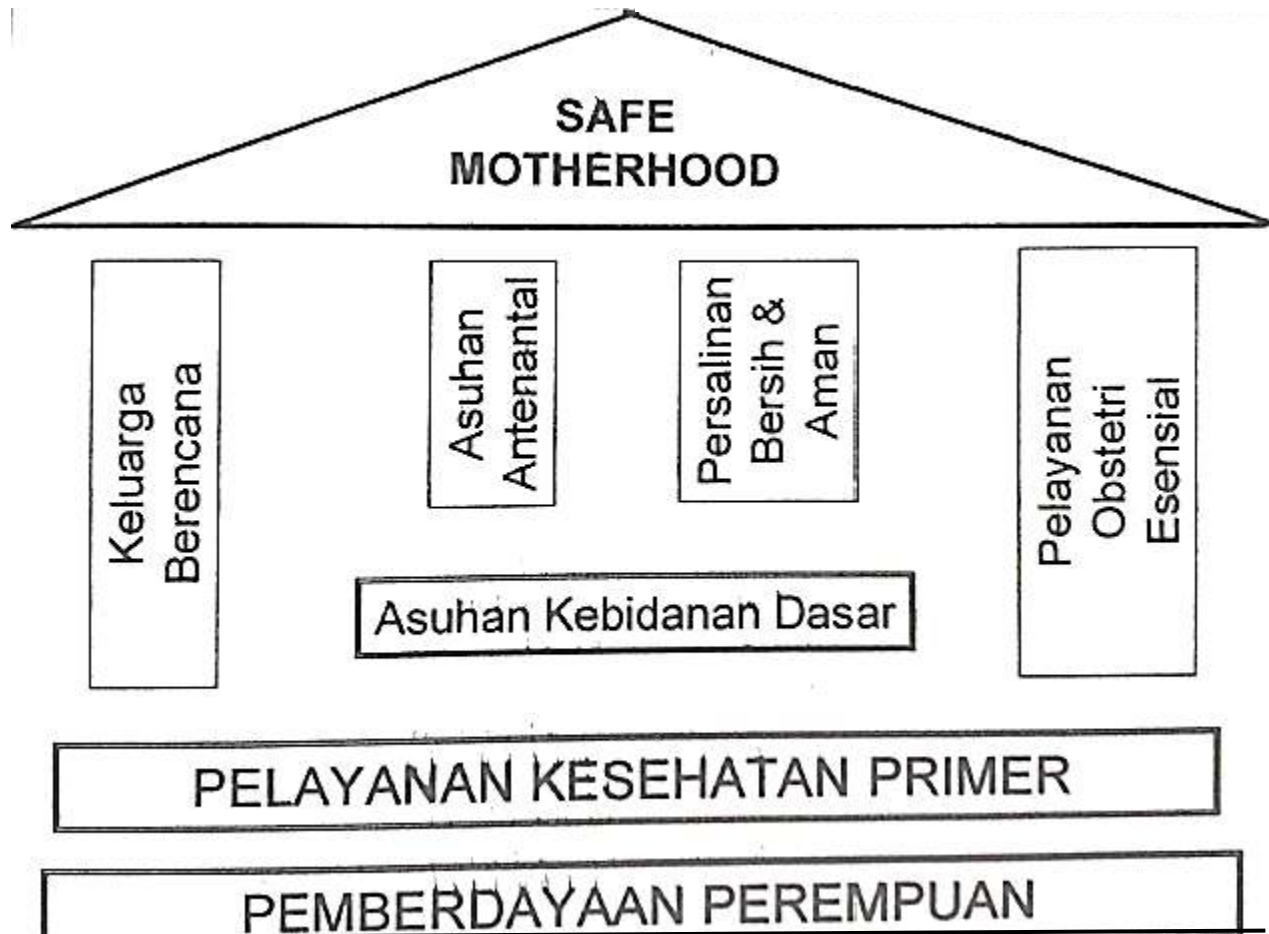 SAFE
MOTHERHOOD
Keluarga
Berencana
Asuhan
Antenantal
Persalinan
Bersih &
Aman
Pelayanan
Obstetri
Esensial
Asuhan Kebidanan Dasar
PELAYANAN KESEHATAN PRIMER
PEMBERDAYAAN PEREMPUAN